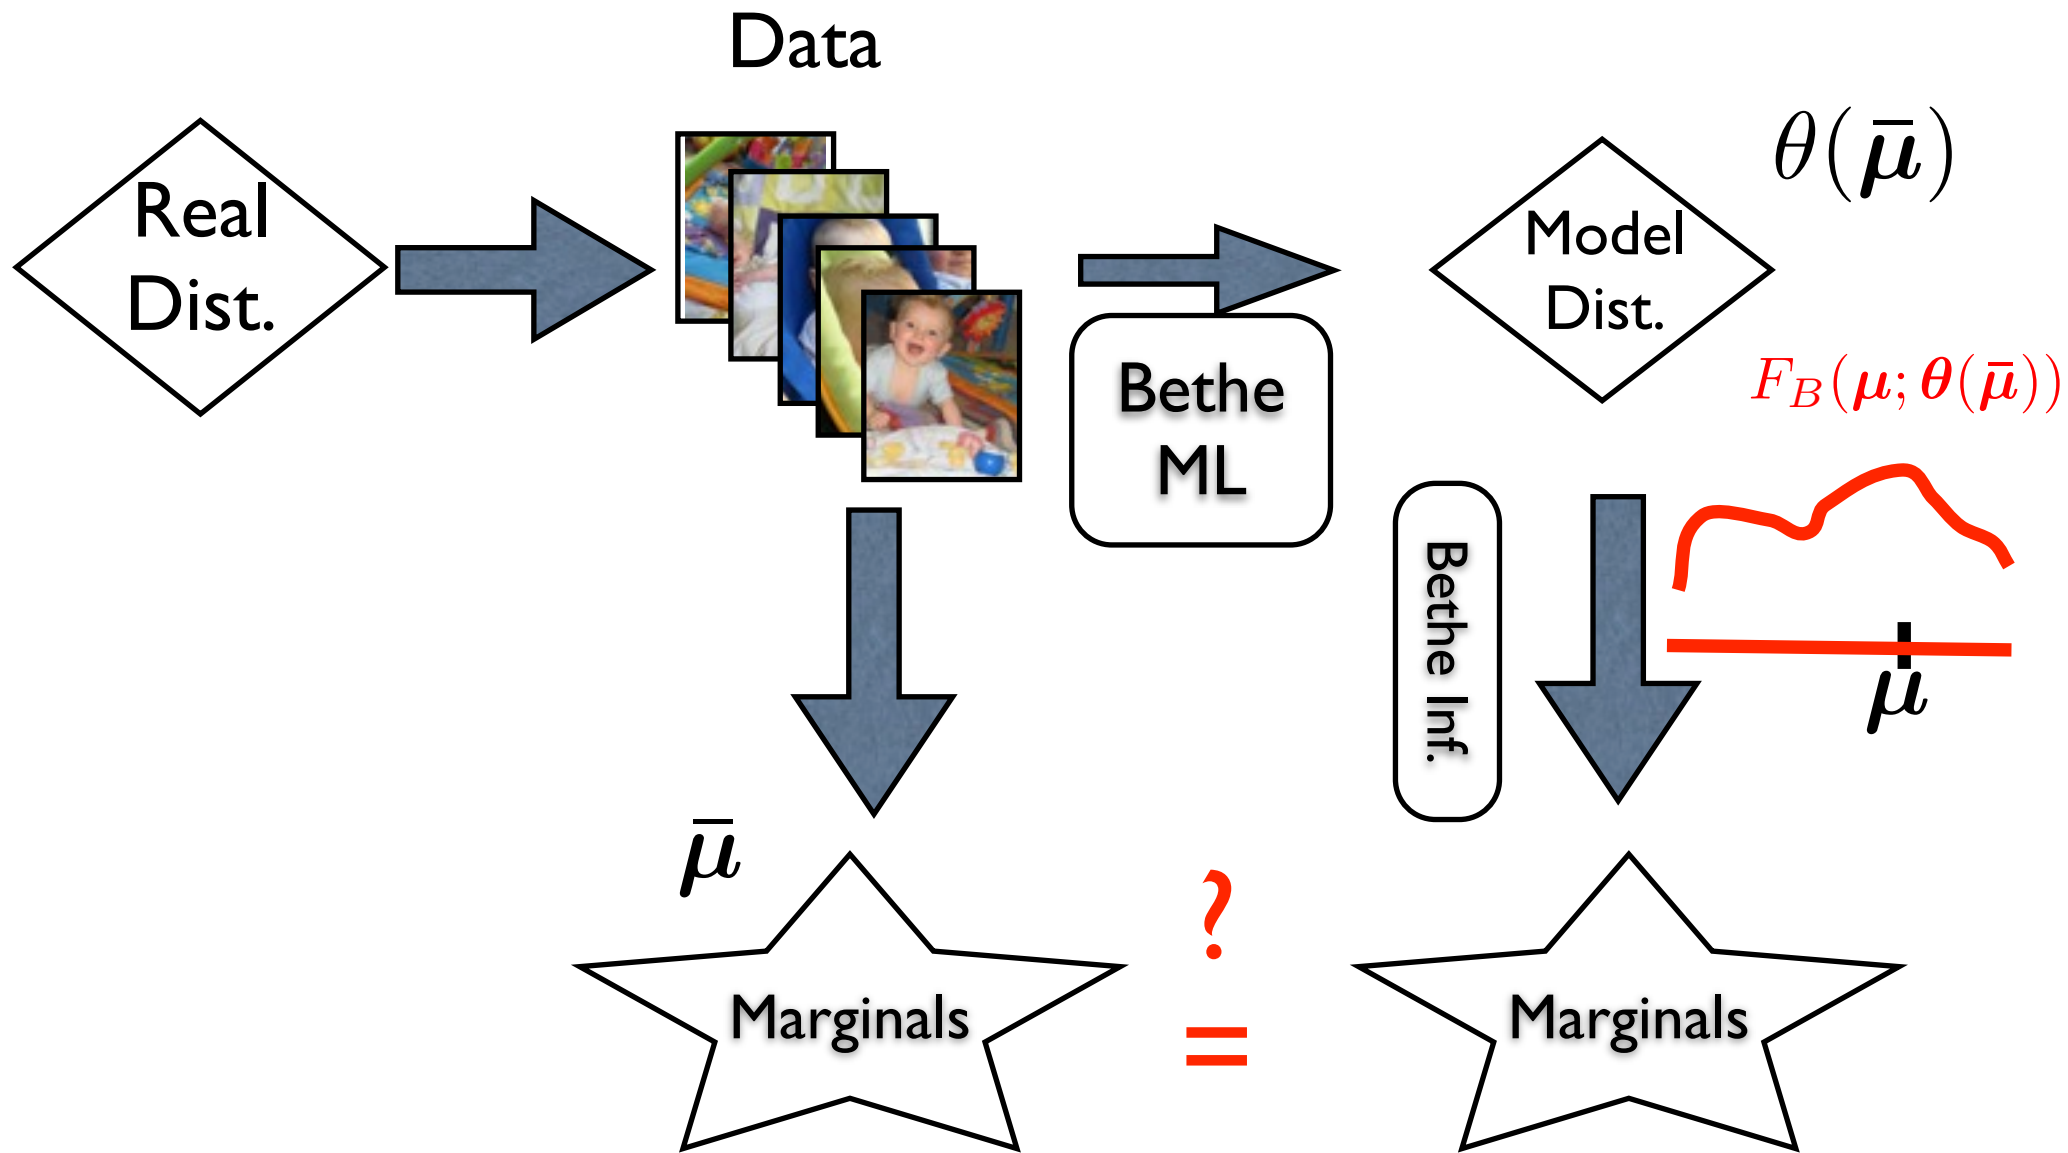 Data
Real
Dist.
Model
Dist.
θ(μ̄)
Bethe
ML
F_B(μ; θ(μ̄))
Bethe Inf.
μ
μ̄
?
=
Marginals
Marginals